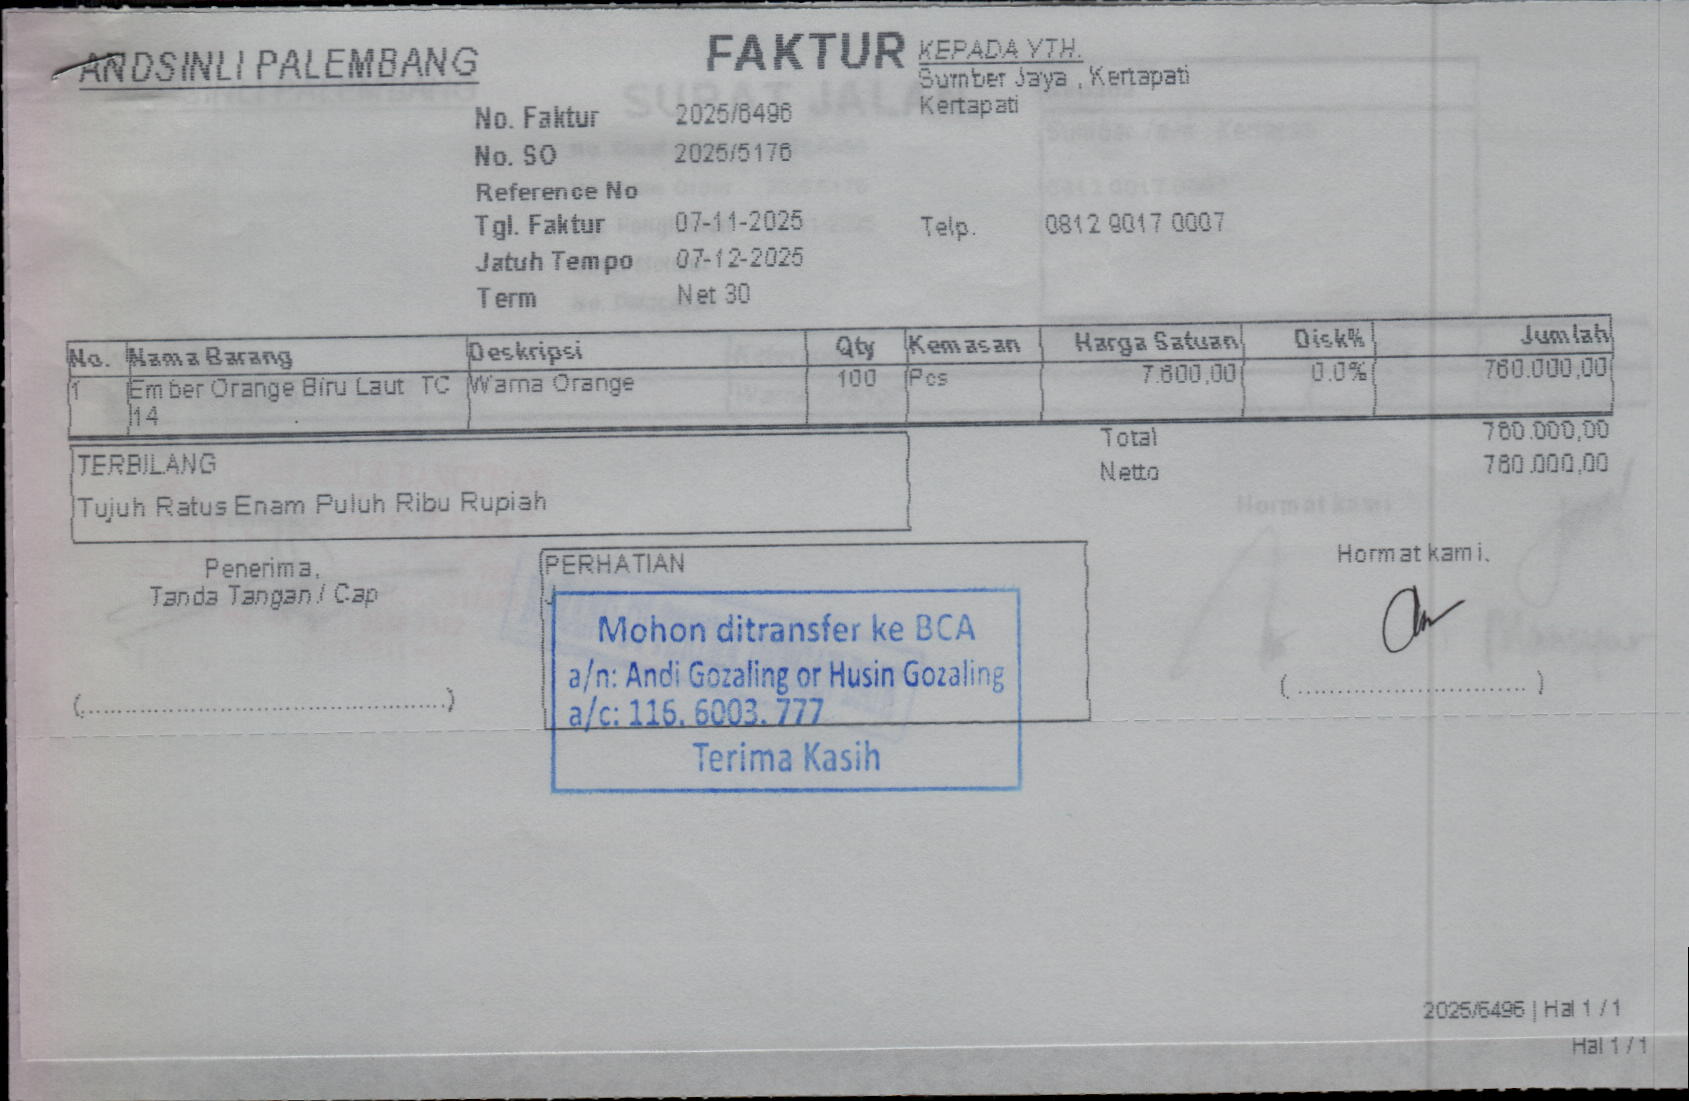 ANDSINLI PALEMBANG
FAKTUR
KEPADA YTH.
Sumber Jaya , Kertapati
Kertapati
No. Faktur 2025/6496
No. SO 2025/5176
Reference No
Tgl. Faktur 07-11-2025
Telp. 0812 9017 0007
Jatuh Tempo 07-12-2025
Term Net 30
No. Nama Barang Deskripsi Qty Kemasan Harga Satuan Disk% Jumlah
1 Ember Orange Biru Laut TC Warna Orange 100 Pcs 7.600,00 0.0% 760.000,00
14
Total 760.000,00
Netto 760.000,00
TERBILANG
Tujuh Ratus Enam Puluh Ribu Rupiah
Penerima,
Tanda Tangan / Cap
(...............................................)
PERHATIAN
Mohon ditransfer ke BCA
a/n: Andi Gozaling or Husin Gozaling
a/c: 116. 6003. 777
Terima Kasih
Hormat kami.
( ............................. )
2025/6496 | Hal 1 / 1
Hal 1 / 1